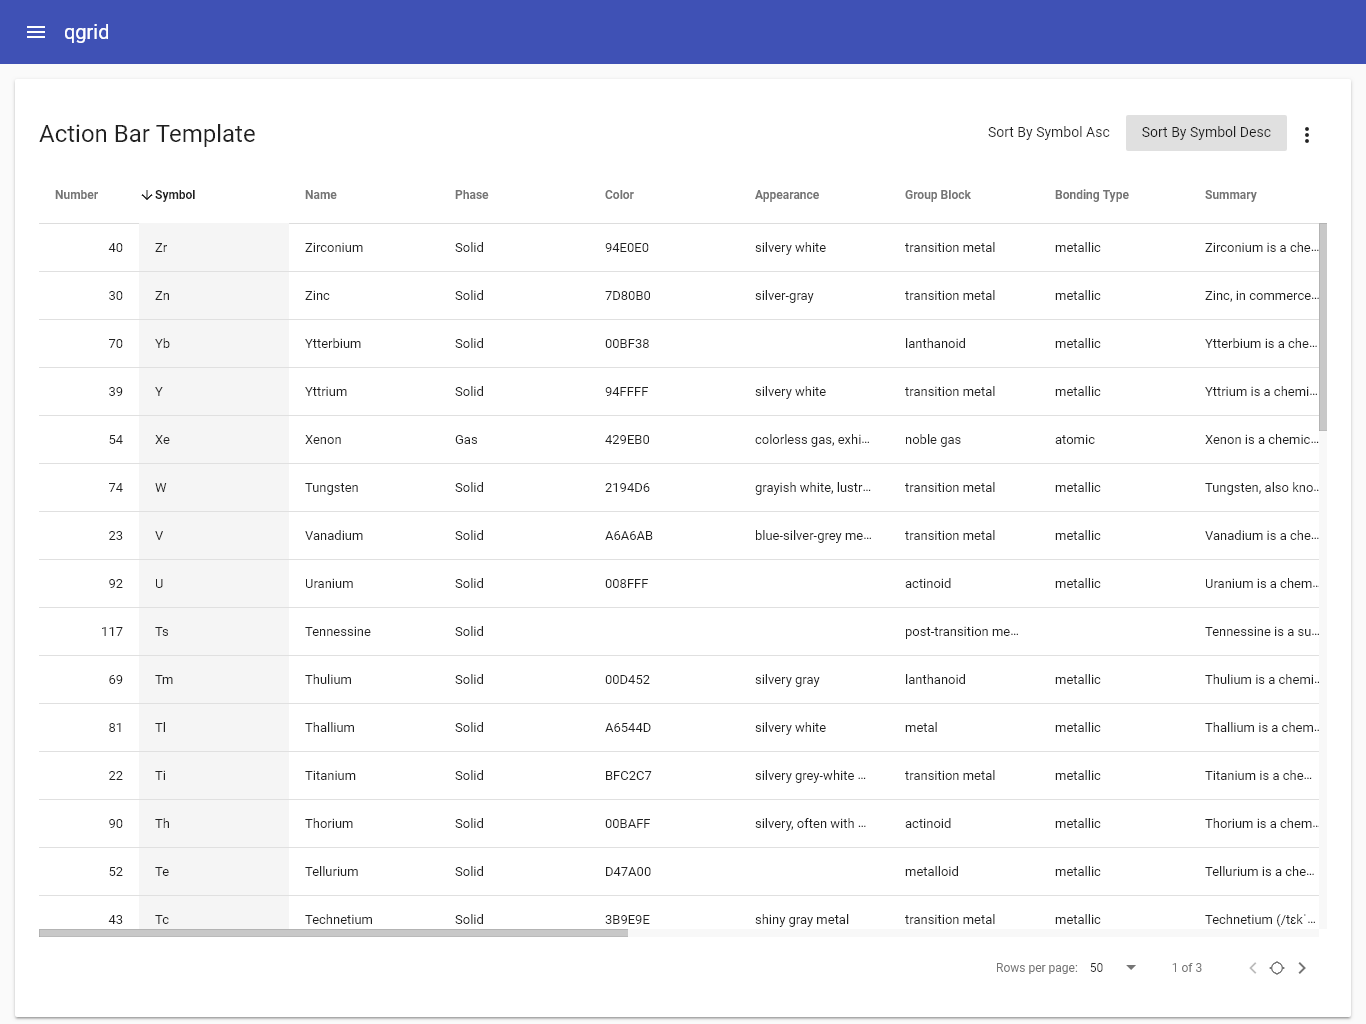 qgrid
Action Bar Template
Sort By Symbol Asc Sort By Symbol Desc
Number Symbol Name Phase Color Appearance Group Block Bonding Type Summary
40 Zr Zirconium Solid 94E0E0 silvery white transition metal metallic Zirconium is a che...
30 Zn Zinc Solid 7D80B0 silver-gray transition metal metallic Zinc, in commerce...
70 Yb Ytterbium Solid 00BF38 lanthanoid metallic Ytterbium is a che...
39 Y Yttrium Solid 94FFFF silvery white transition metal metallic Yttrium is a chemi...
54 Xe Xenon Gas 429EB0 colorless gas, exhi... noble gas atomic Xenon is a chemic...
74 W Tungsten Solid 2194D6 grayish white, lustr... transition metal metallic Tungsten, also kno...
23 V Vanadium Solid A6A6AB blue-silver-grey me... transition metal metallic Vanadium is a che...
92 U Uranium Solid 008FFF actinoid metallic Uranium is a chem...
117 Ts Tennessine Solid post-transition me... Tennessine is a su...
69 Tm Thulium Solid 00D452 silvery gray lanthanoid metallic Thulium is a chemi...
81 Tl Thallium Solid A6544D silvery white metal metallic Thallium is a chem...
22 Ti Titanium Solid BFC2C7 silvery grey-white ... transition metal metallic Titanium is a che...
90 Th Thorium Solid 00BAFF silvery, often with ... actinoid metallic Thorium is a chem...
52 Te Tellurium Solid D47A00 metalloid metallic Tellurium is a che...
43 Tc Technetium Solid 3B9E9E shiny gray metal transition metal metallic Technetium (/tɛkˈ...
Rows per page: 50 1 of 3